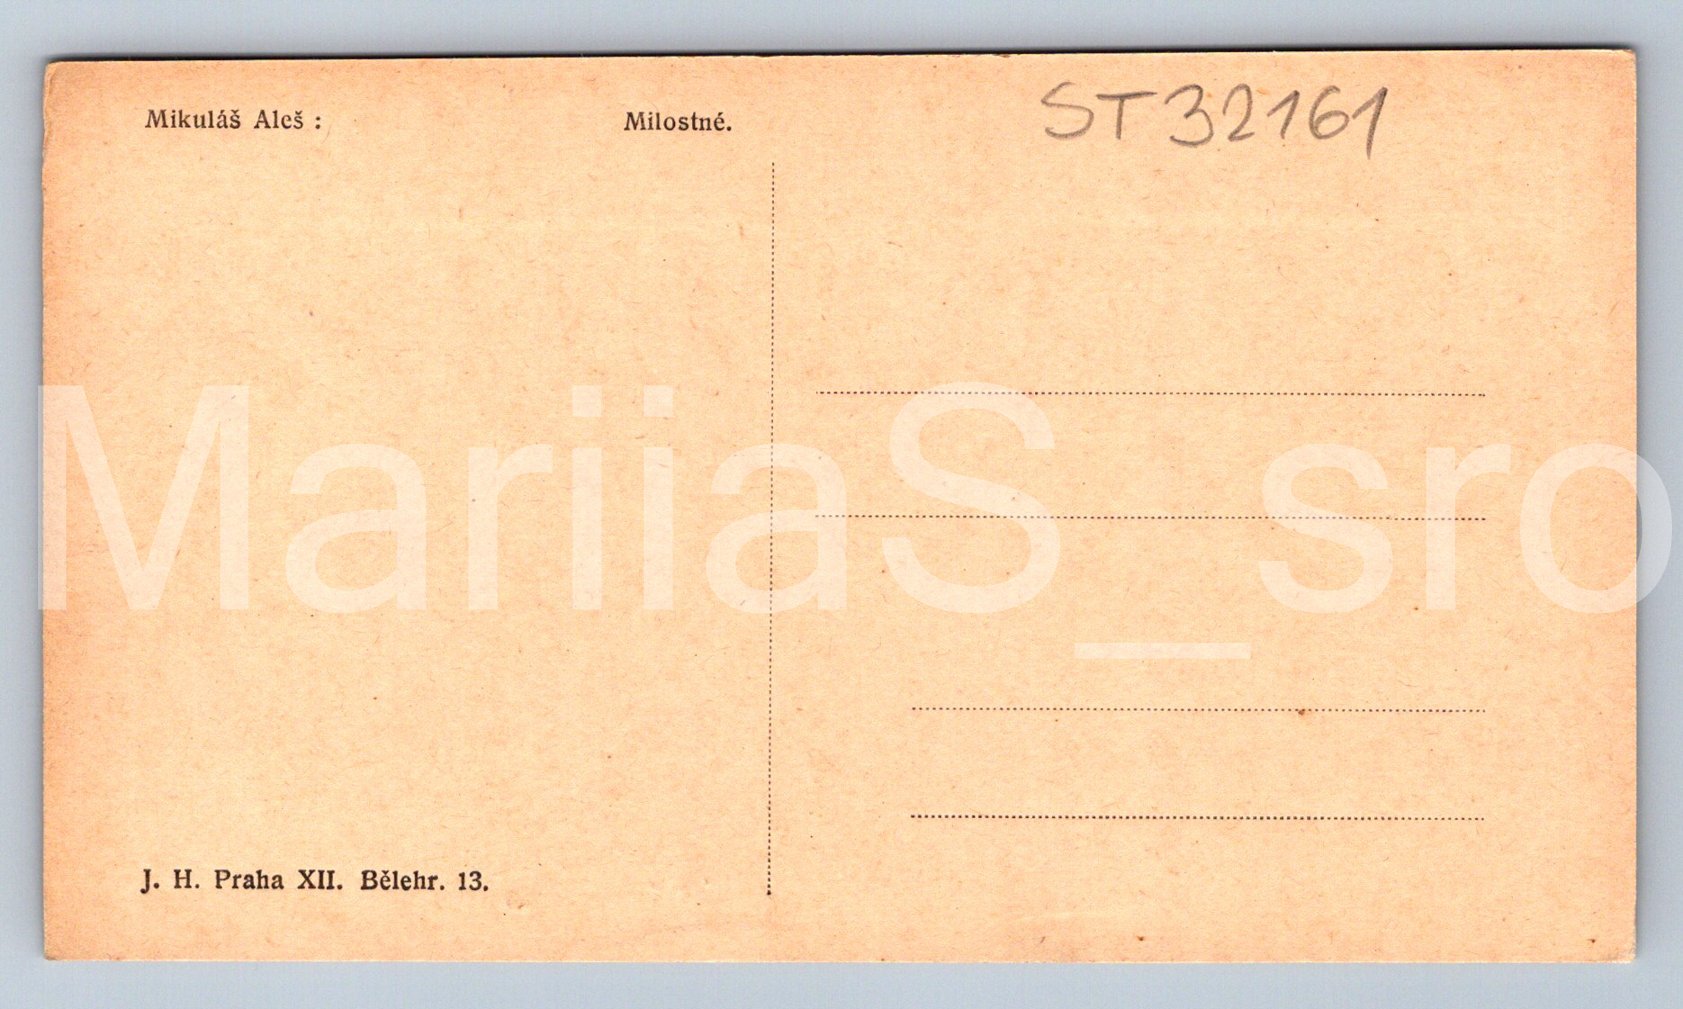 Mikuláš Aleš : Milostné.
ST32161
MariiaS_sro
J. H. Praha XII. Bělehr. 13.